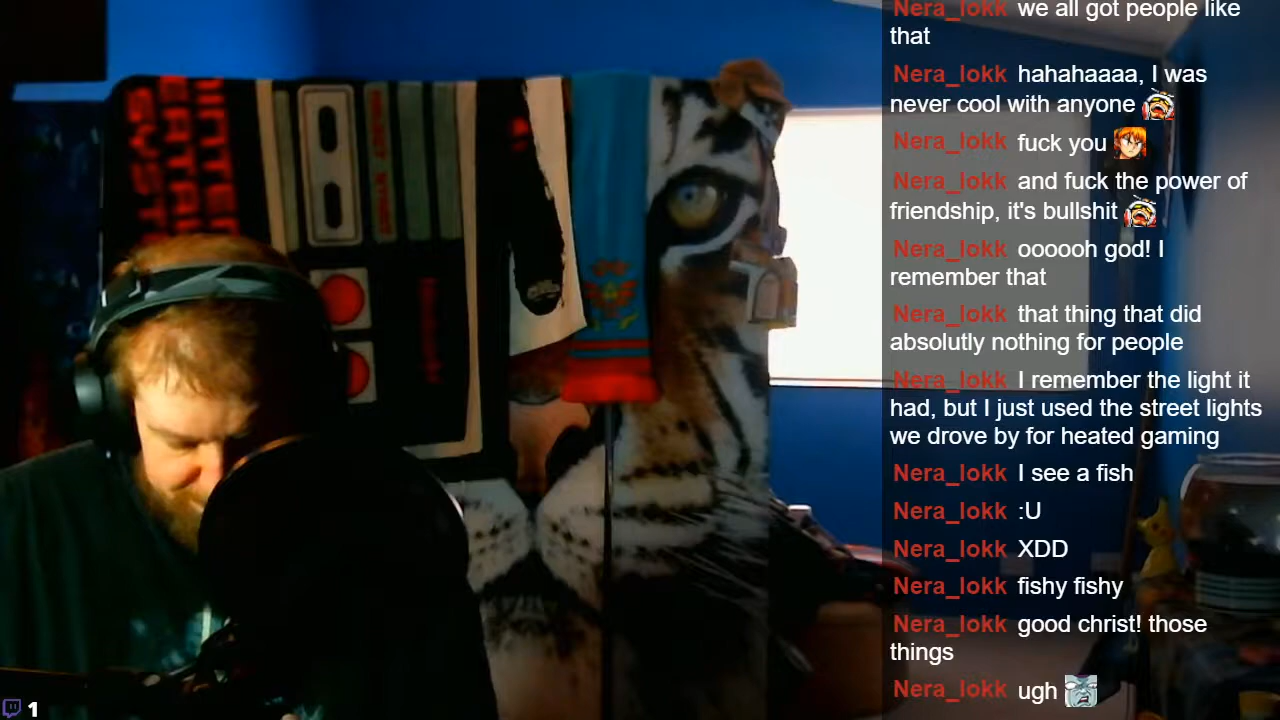 Nera_lokk we all got people like
that
Nera_lokk hahahaaaa, I was
never cool with anyone
Nera_lokk fuck you
Nera_lokk and fuck the power of
friendship, it's bullshit
Nera_lokk oooooh god! I
remember that
Nera_lokk that thing that did
absolutly nothing for people
Nera_lokk I remember the light it
had, but I just used the street lights
we drove by for heated gaming
Nera_lokk I see a fish
Nera_lokk :U
Nera_lokk XDD
Nera_lokk fishy fishy
Nera_lokk good christ! those
things
Nera_lokk ugh
1